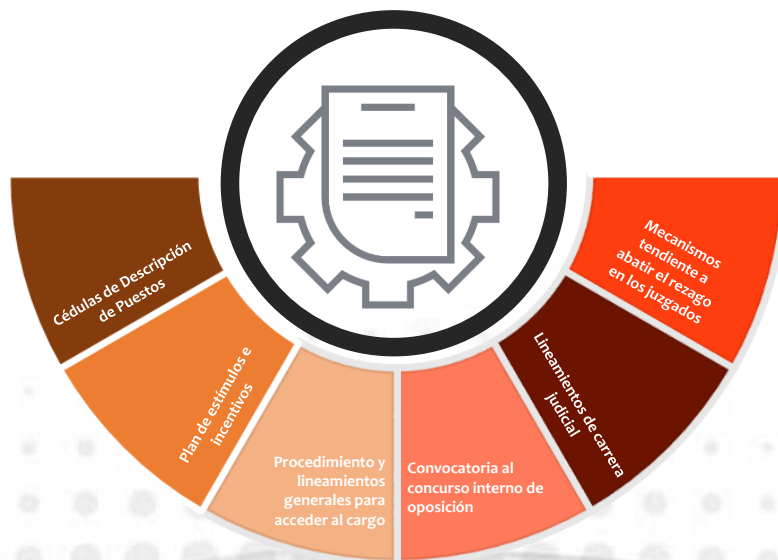 Cédulas de Descripción
de Puestos
Plan de estímulos e
incentivos
Procedimiento y
lineamientos
generales para
acceder al cargo
Convocatoria al
concurso interno de
oposición
Lineamientos de carrera
judicial
Mecanismos
tendiente a
abatir el rezago
en los juzgados